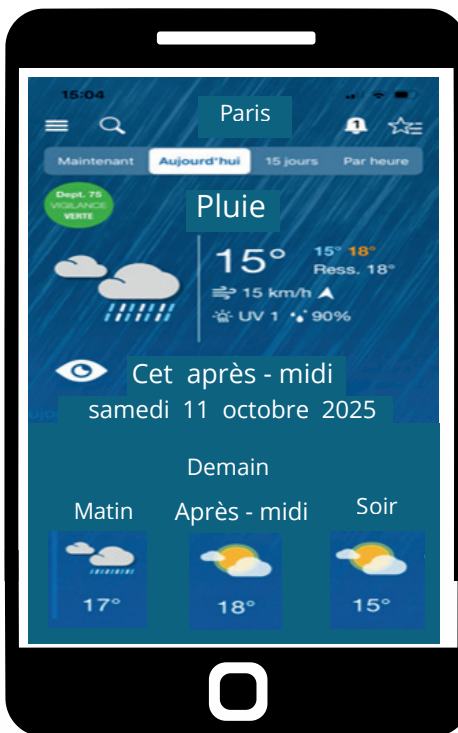 15:04
Paris
1
Maintenant Aujourd'hui 15 jours Par heure
Dept. 75
VIGILANCE
VERTE
Pluie
15° 15° 18°
Ress. 18°
15 km/h
UV 1 90%
Cet après - midi
samedi 11 octobre 2025
Demain
Matin Après - midi Soir
17° 18° 15°